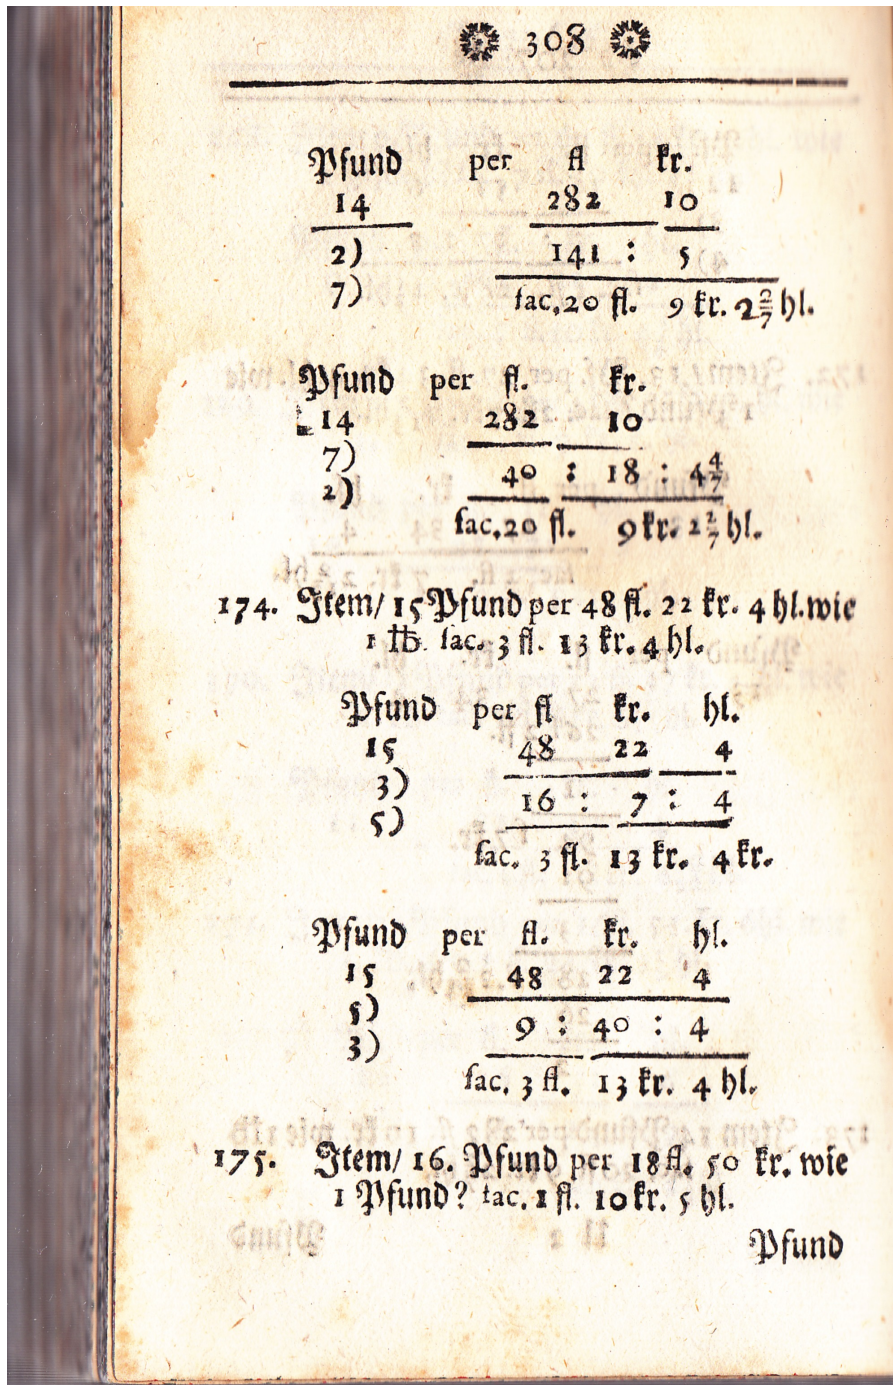 308
Pfund per fl kr.
14 282 10
2) 141 : 5
7) fac. 20 fl. 9 kr. 2 2/7 hl.
Pfund per fl. kr.
14 282 10
7) 40 : 18 : 4 4/7
2)
fac. 20 fl. 9 kr. 2 2/7 hl.
174. Item/ 15 Pfund per 48 fl. 22 kr. 4 hl. wie
1 ℔. fac. 3 fl. 13 kr. 4 hl.
Pfund per fl kr. hl.
15 48 22 4
3) 16 : 7 : 4
5)
fac. 3 fl. 13 kr. 4 kr.
Pfund per fl. kr. hl.
15 48 22 4
5) 9 : 40 : 4
3)
fac. 3 fl. 13 kr. 4 hl.
175. Item/ 16. Pfund per 18 fl. 50 kr. wie
1 Pfund? fac. 1 fl. 10 kr. 5 hl.
Pfund